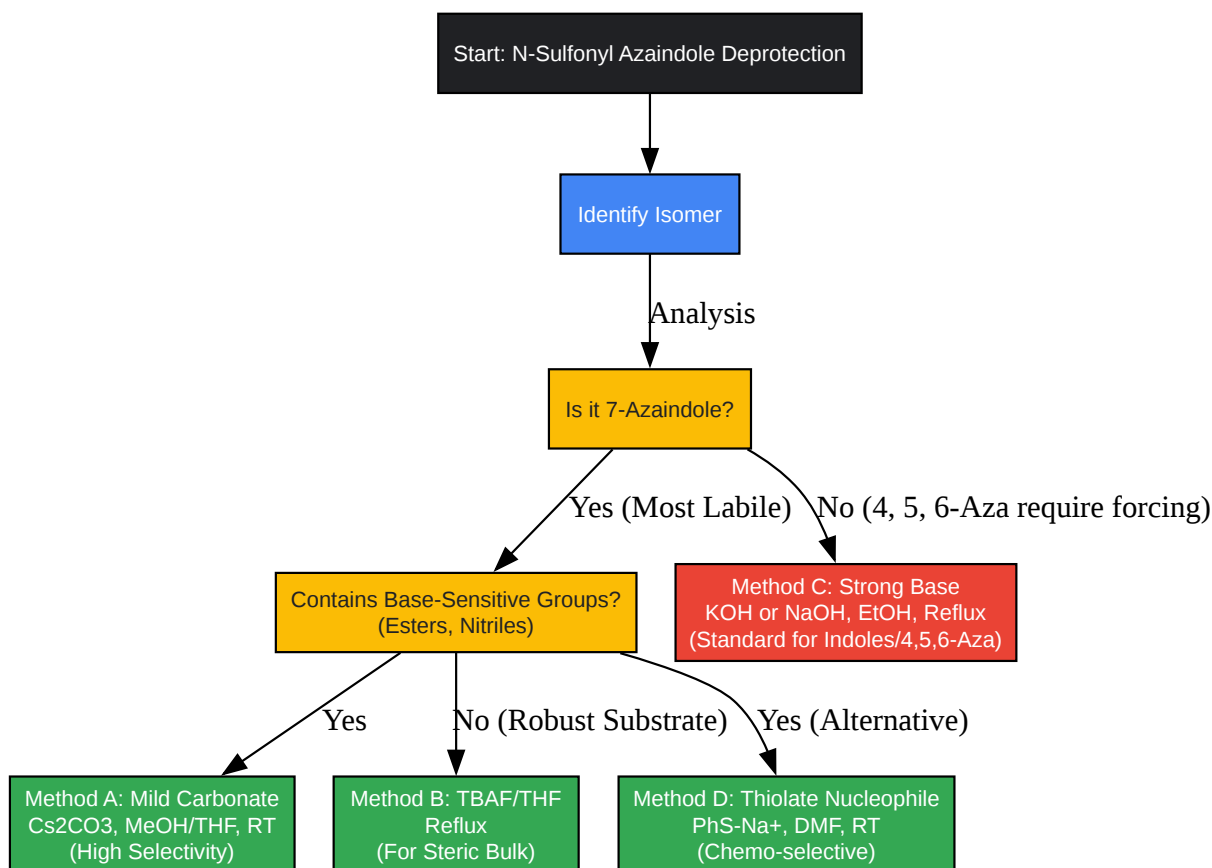 Start: N-Sulfonyl Azaindole Deprotection
Identify Isomer
Analysis
Is it 7-Azaindole?
Yes (Most Labile)
No (4, 5, 6-Aza require forcing)
Contains Base-Sensitive Groups?
(Esters, Nitriles)
Method C: Strong Base
KOH or NaOH, EtOH, Reflux
(Standard for Indoles/4,5,6-Aza)
Yes
No (Robust Substrate)
Yes (Alternative)
Method A: Mild Carbonate
Cs2CO3, MeOH/THF, RT
(High Selectivity)
Method B: TBAF/THF
Reflux
(For Steric Bulk)
Method D: Thiolate Nucleophile
PhS-Na+, DMF, RT
(Chemo-selective)